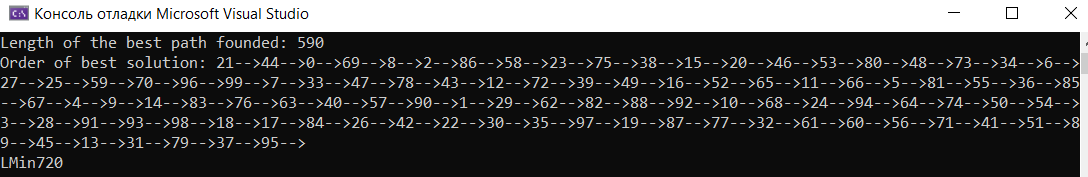 Консоль отладки Microsoft Visual Studio
Length of the best path founded: 590
Order of best solution: 21-->44-->0-->69-->8-->2-->86-->58-->23-->75-->38-->15-->20-->46-->53-->80-->48-->73-->34-->6-->
27-->25-->59-->70-->96-->99-->7-->33-->47-->78-->43-->12-->72-->39-->49-->16-->52-->65-->11-->66-->5-->81-->55-->36-->85
-->67-->4-->9-->14-->83-->76-->63-->40-->57-->90-->1-->29-->62-->82-->88-->92-->10-->68-->24-->94-->64-->74-->50-->54-->
3-->28-->91-->93-->98-->18-->17-->84-->26-->42-->22-->30-->35-->97-->19-->87-->77-->32-->61-->60-->56-->71-->41-->51-->8
9-->45-->13-->31-->79-->37-->95-->
LMin720